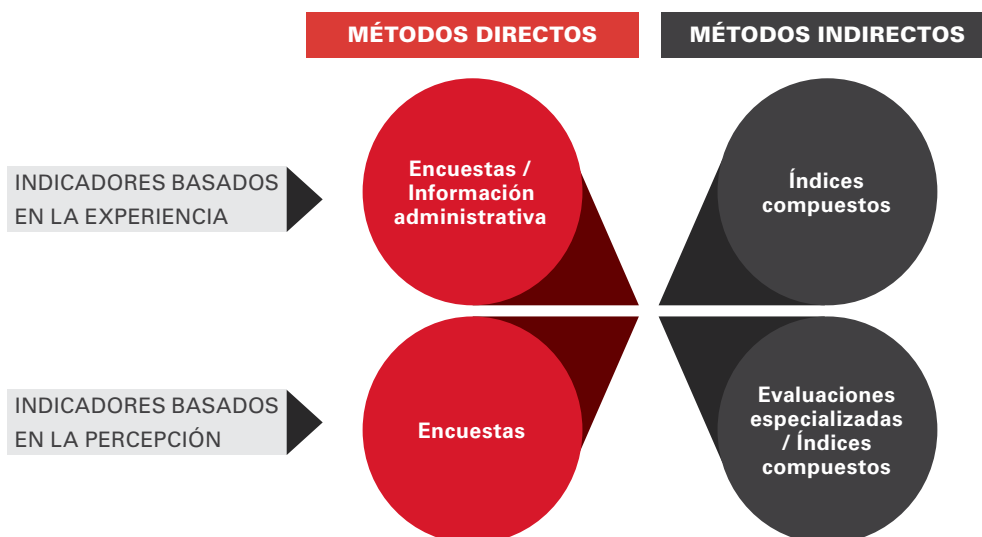 MÉTODOS DIRECTOS
MÉTODOS INDIRECTOS
INDICADORES BASADOS
EN LA EXPERIENCIA
Encuestas /
Información
administrativa
Índices
compuestos
INDICADORES BASADOS
EN LA PERCEPCIÓN
Encuestas
Evaluaciones
especializadas
/ Índices
compuestos